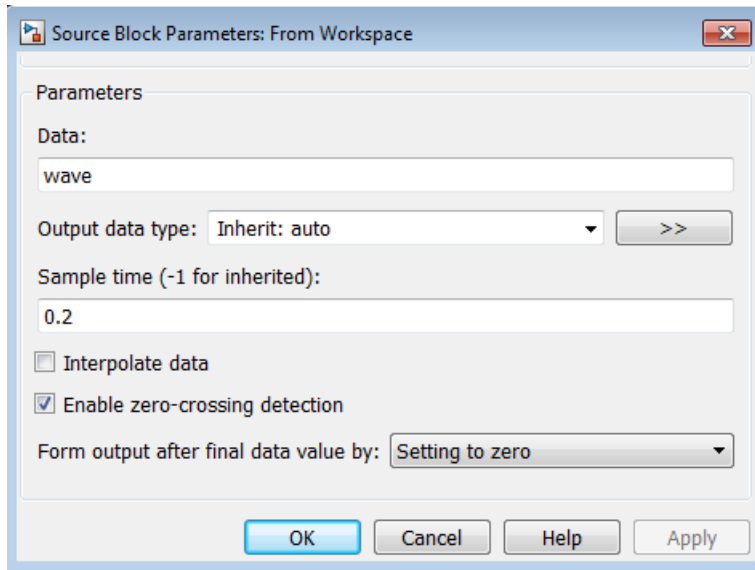 Source Block Parameters: From Workspace
Parameters
Data:
wave
Output data type: Inherit: auto >>
Sample time (-1 for inherited):
0.2
Interpolate data
Enable zero-crossing detection
Form output after final data value by: Setting to zero
OK Cancel Help Apply